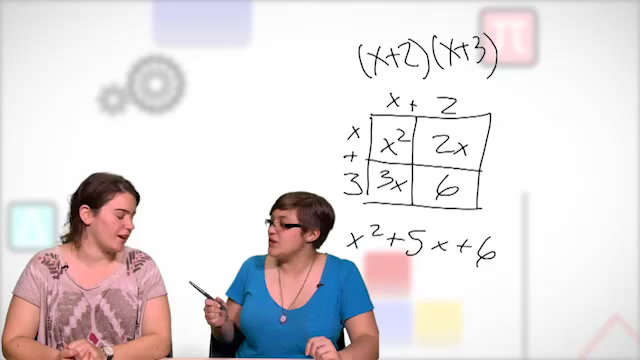 (x+2)(x+3)
x + 2
x x² 2x
+
3 3x 6
x²+5x+6
π